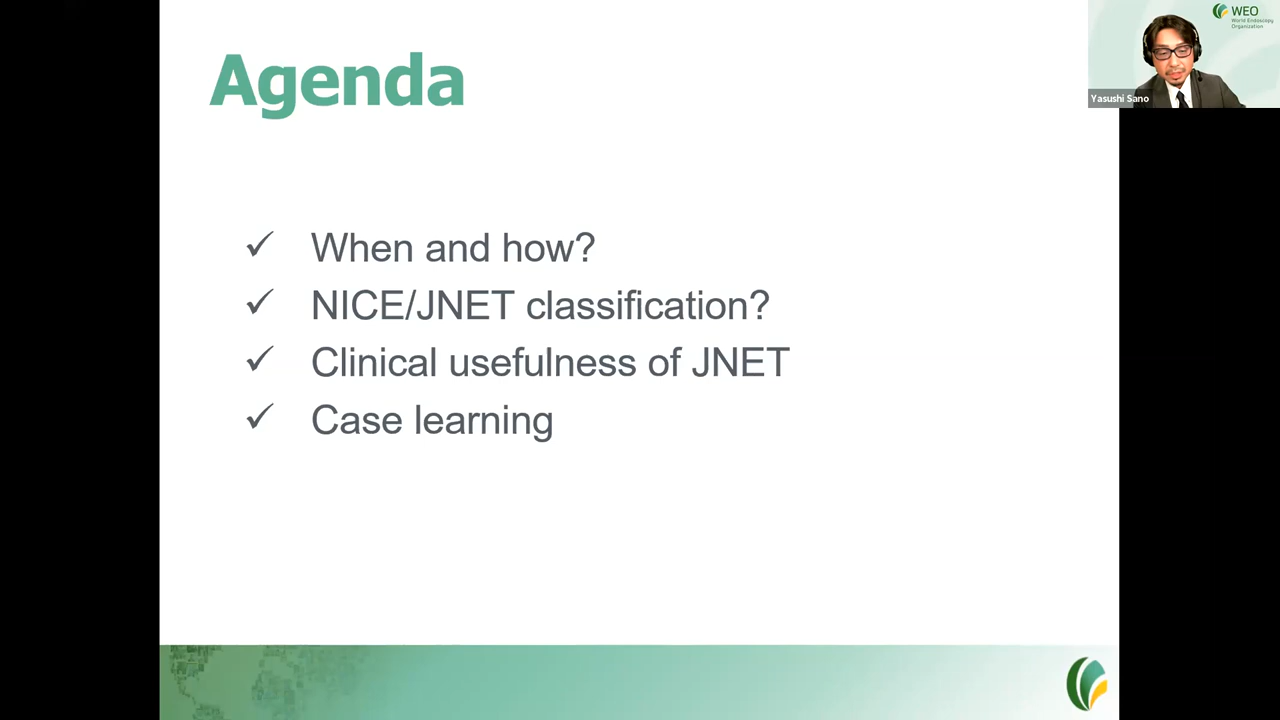 Agenda
✓ When and how?
✓ NICE/JNET classification?
✓ Clinical usefulness of JNET
✓ Case learning
WEO
World Endoscopy
Organization
Yasushi Sano